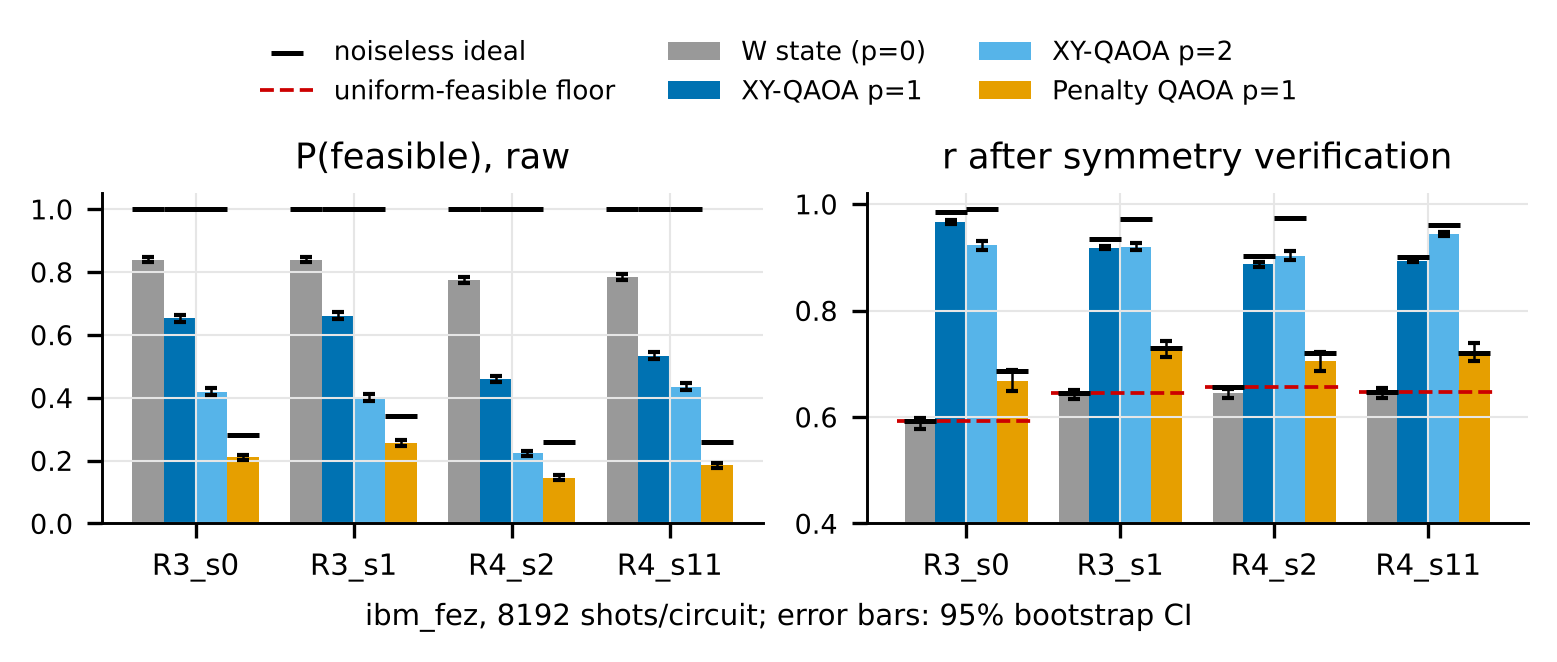 noiseless ideal
uniform-feasible floor
W state (p=0)
XY-QAOA p=1
XY-QAOA p=2
Penalty QAOA p=1
P(feasible), raw
1.0
0.8
0.6
0.4
0.2
0.0
R3_s0 R3_s1 R4_s2 R4_s11
r after symmetry verification
1.0
0.8
0.6
0.4
R3_s0 R3_s1 R4_s2 R4_s11
ibm_fez, 8192 shots/circuit; error bars: 95% bootstrap CI